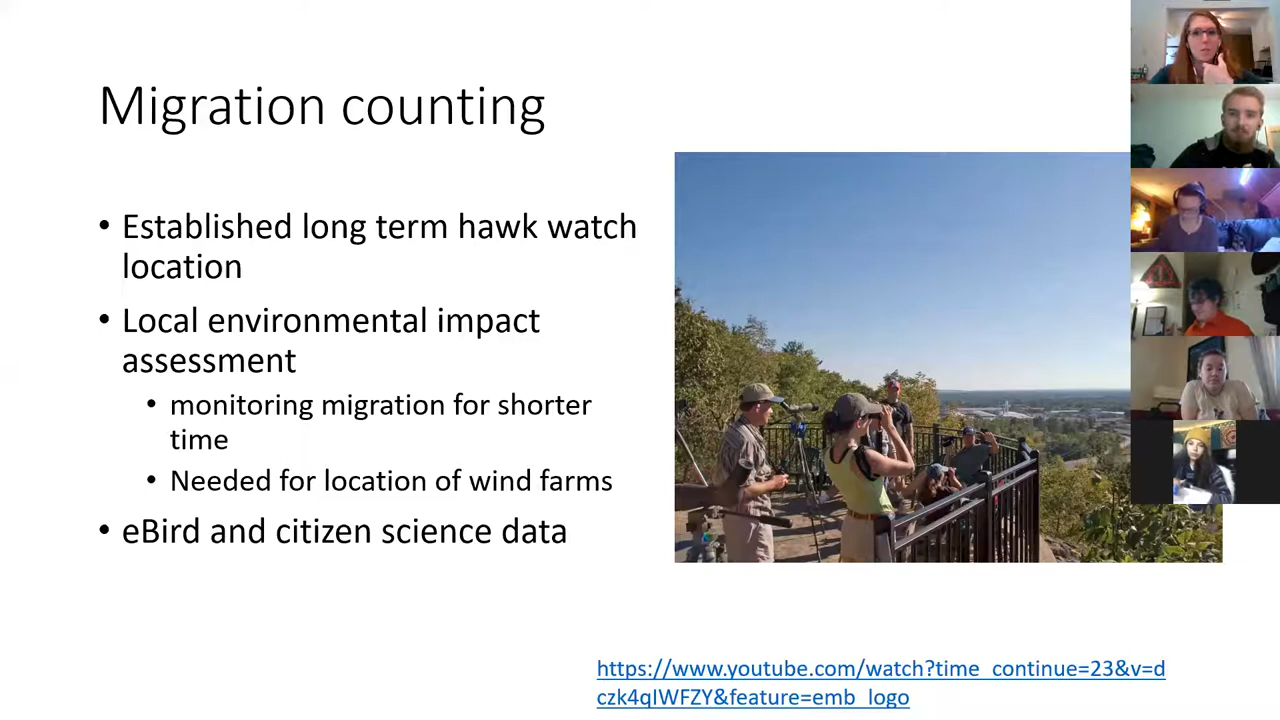 Migration counting
• Established long term hawk watch
location
• Local environmental impact
assessment
• monitoring migration for shorter
time
• Needed for location of wind farms
• eBird and citizen science data
https://www.youtube.com/watch?time_continue=23&v=d
czk4qIWFZY&feature=emb_logo